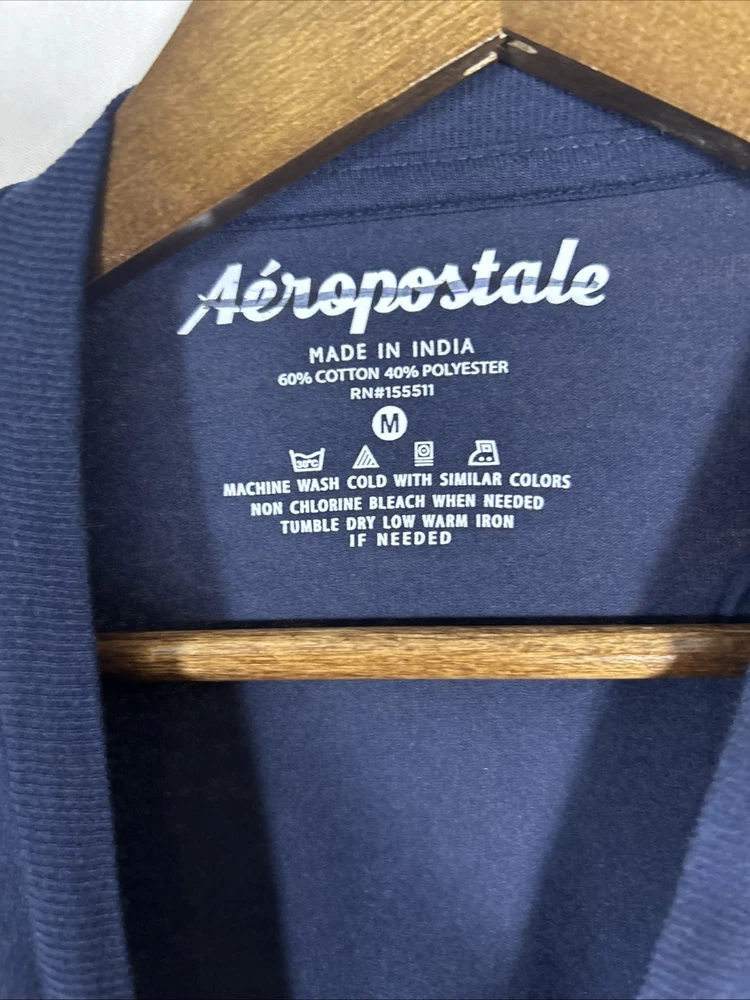 Aéropostale
MADE IN INDIA
60% COTTON 40% POLYESTER
RN#155511
M
30°C
MACHINE WASH COLD WITH SIMILAR COLORS
NON CHLORINE BLEACH WHEN NEEDED
TUMBLE DRY LOW WARM IRON
IF NEEDED